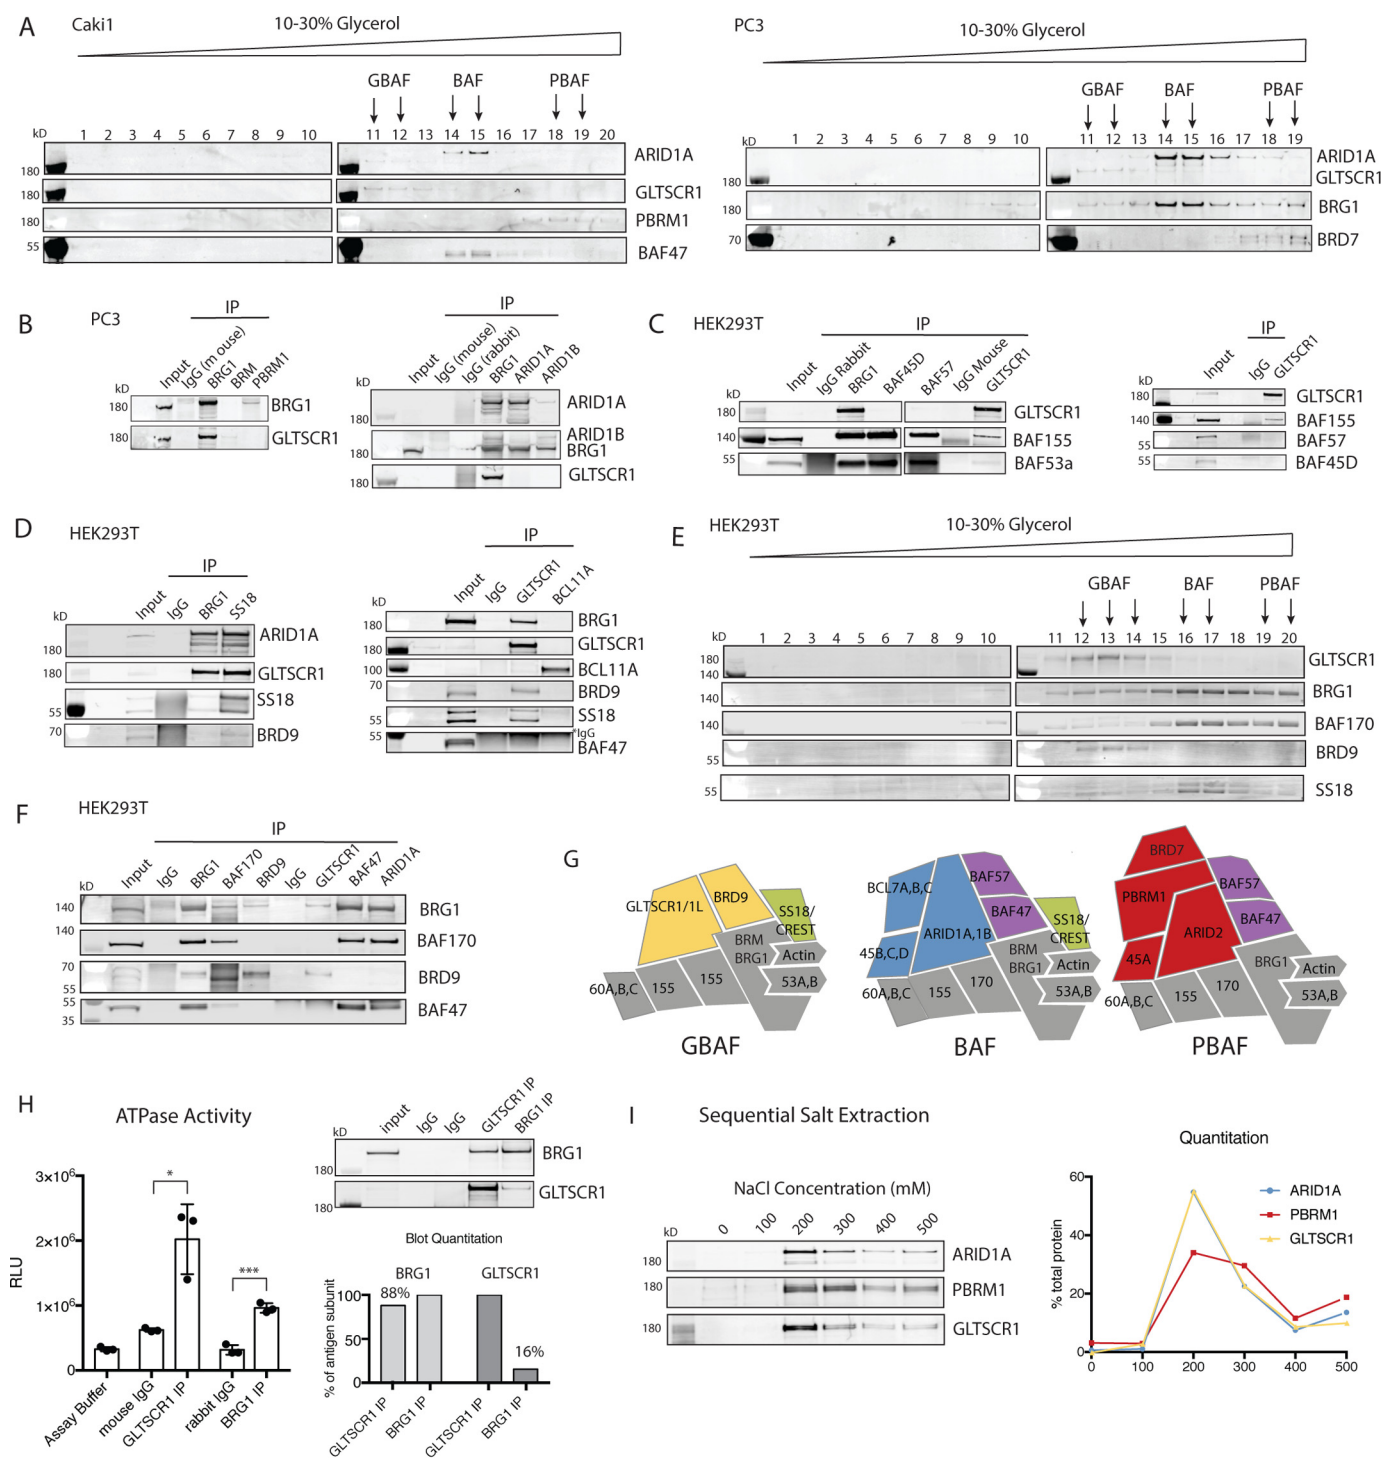 A
Caki1
10-30% Glycerol
GBAF BAF PBAF
kD 1 2 3 4 5 6 7 8 9 10 11 12 13 14 15 16 17 18 19 20
180 ARID1A
180 GLTSCR1
180 PBRM1
55 BAF47
PC3
10-30% Glycerol
GBAF BAF PBAF
kD 1 2 3 4 5 6 7 8 9 10 11 12 13 14 15 16 17 18 19
ARID1A
180 GLTSCR1
180 BRG1
70 BRD7
B
PC3
IP
kD Input IgG (m ouse) BRG1 BRM PBRM1
180 BRG1
180 GLTSCR1
IP
kD Input IgG (mouse) IgG (rabbit) BRG1 ARID1A ARID1B
180 ARID1A
ARID1B
180 BRG1
180 GLTSCR1
C
HEK293T
IP
kD Input IgG Rabbit BRG1 BAF45D BAF57 IgG Mouse GLTSCR1
180 GLTSCR1
140 BAF155
55 BAF53a
IP
kD Input IgG GLTSCR1
180 GLTSCR1
140 BAF155
55 BAF57
55 BAF45D
D
HEK293T
IP
kD Input IgG BRG1 SS18
180 ARID1A
180 GLTSCR1
55 SS18
70 BRD9
IP
kD Input IgG GLTSCR1 BCL11A
180 BRG1
180 GLTSCR1
100 BCL11A
70 BRD9
55 SS18
55 *IgG
BAF47
E
HEK293T
10-30% Glycerol
GBAF BAF PBAF
kD 1 2 3 4 5 6 7 8 9 10 11 12 13 14 15 16 17 18 19 20
180 GLTSCR1
140
140 BRG1
140 BAF170
55 BRD9
55 SS18
F
HEK293T
IP
kD Input IgG BRG1 BAF170 BRD9 IgG GLTSCR1 BAF47 ARID1A
140 BRG1
140 BAF170
70 BRD9
55
55 BAF47
35
G
GLTSCR1/1L BRD9 SS18/
CREST
BRM
BRG1 Actin
60A,B,C 155 155 53A,B
GBAF
BCL7A,B,C BAF57
BAF47 SS18/
CREST
ARID1A,1B
45B,C,D BRM
BRG1 Actin
60A,B,C 155 170 53A,B
BAF
BRD7
PBRM1 BAF57
ARID2 BAF47
45A BRG1 Actin
60A,B,C 155 170 53A,B
PBAF
H
ATPase Activity
3×10⁶
2×10⁶
1×10⁶
0
RLU
* ***
Assay Buffer mouse IgG GLTSCR1 IP rabbit IgG BRG1 IP
kD input IgG IgG GLTSCR1 IP BRG1 IP
180 BRG1
180 GLTSCR1
Blot Quantitation
BRG1 GLTSCR1
% of antigen subunit
100
50
0
88% 16%
GLTSCR1 IP BRG1 IP GLTSCR1 IP BRG1 IP
I
Sequential Salt Extraction
NaCl Concentration (mM)
kD 0 100 200 300 400 500
180 ARID1A
180 PBRM1
180 GLTSCR1
Quantitation
% total protein
60
40
20
0
ARID1A
PBRM1
GLTSCR1
0 100 200 300 400 500